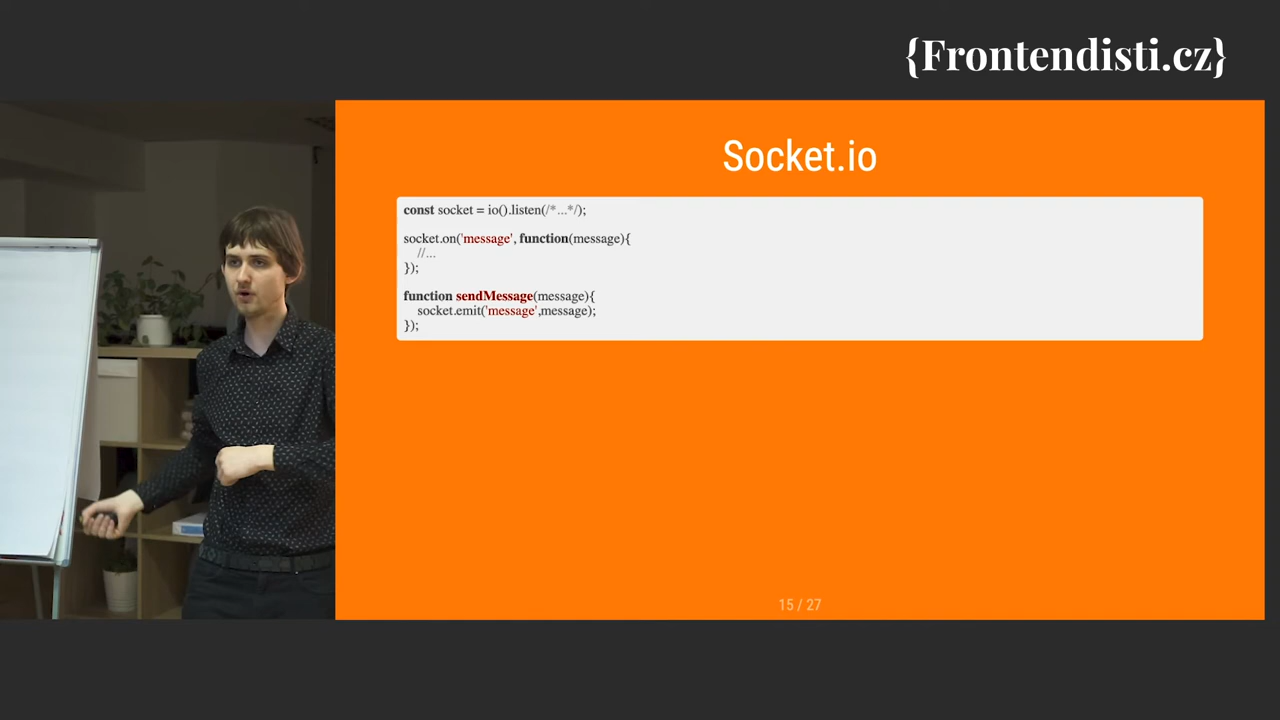 {Frontendisti.cz}
Socket.io
const socket = io().listen(/*...*/);
socket.on('message', function(message){
//...
});
function sendMessage(message){
socket.emit('message',message);
});
15 / 27